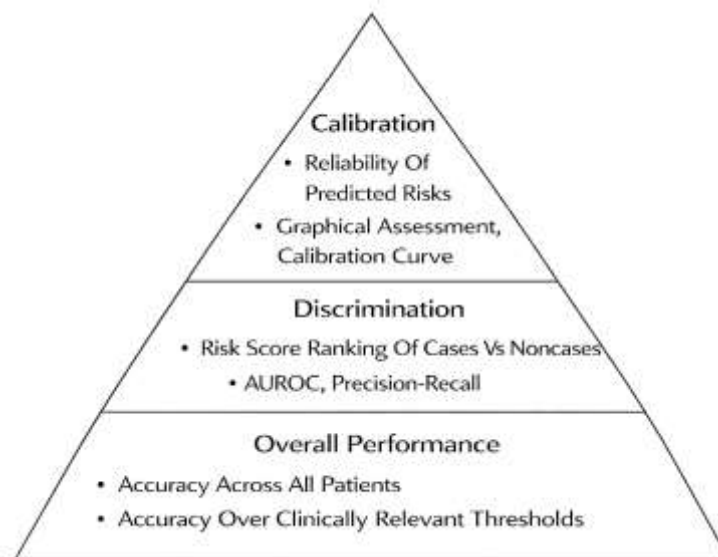 Calibration
• Reliability Of
Predicted Risks
• Graphical Assessment,
Calibration Curve
Discrimination
• Risk Score Ranking Of Cases Vs Noncases
• AUROC, Precision-Recall
Overall Performance
• Accuracy Across All Patients
• Accuracy Over Clinically Relevant Thresholds